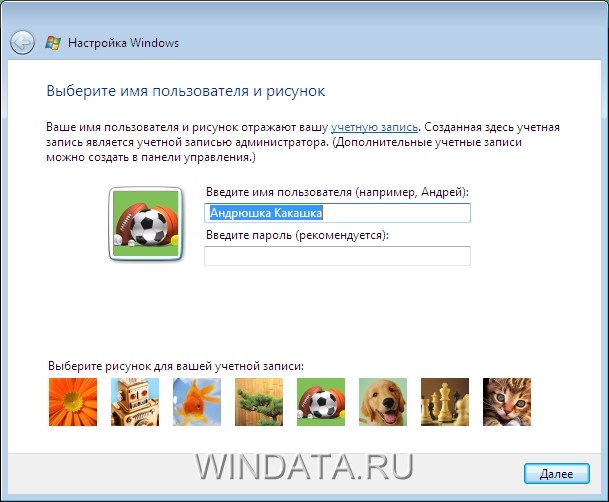 Настройка Windows
Выберите имя пользователя и рисунок
Ваше имя пользователя и рисунок отражают вашу учетную запись. Созданная здесь учетная
запись является учетной записью администратора. (Дополнительные учетные записи
можно создать в панели управления.)
Введите имя пользователя (например, Андрей):
Андрюшка Какашка
Введите пароль (рекомендуется):
Выберите рисунок для вашей учетной записи:
WINDATA.RU
Далее